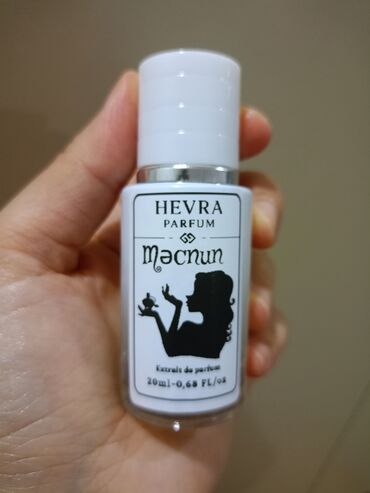 HEVRA
PARFUM
Məcnun
Extrait de parfum
20ml-0,68 FL/oz